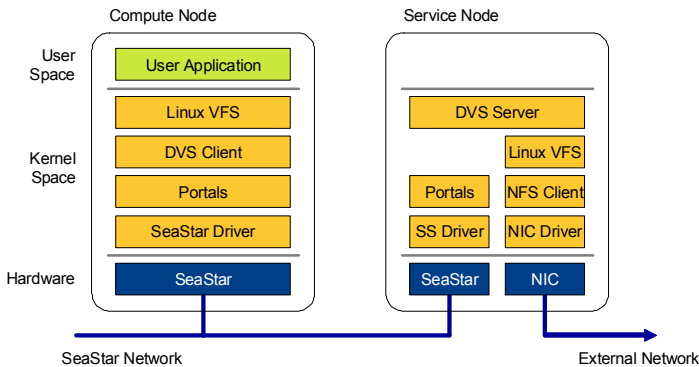 Compute Node
Service Node
User
Space
User Application
Linux VFS
DVS Server
DVS Client
Linux VFS
Kernel
Space
Portals
Portals
NFS Client
SeaStar Driver
SS Driver
NIC Driver
Hardware
SeaStar
SeaStar
NIC
SeaStar Network
External Network